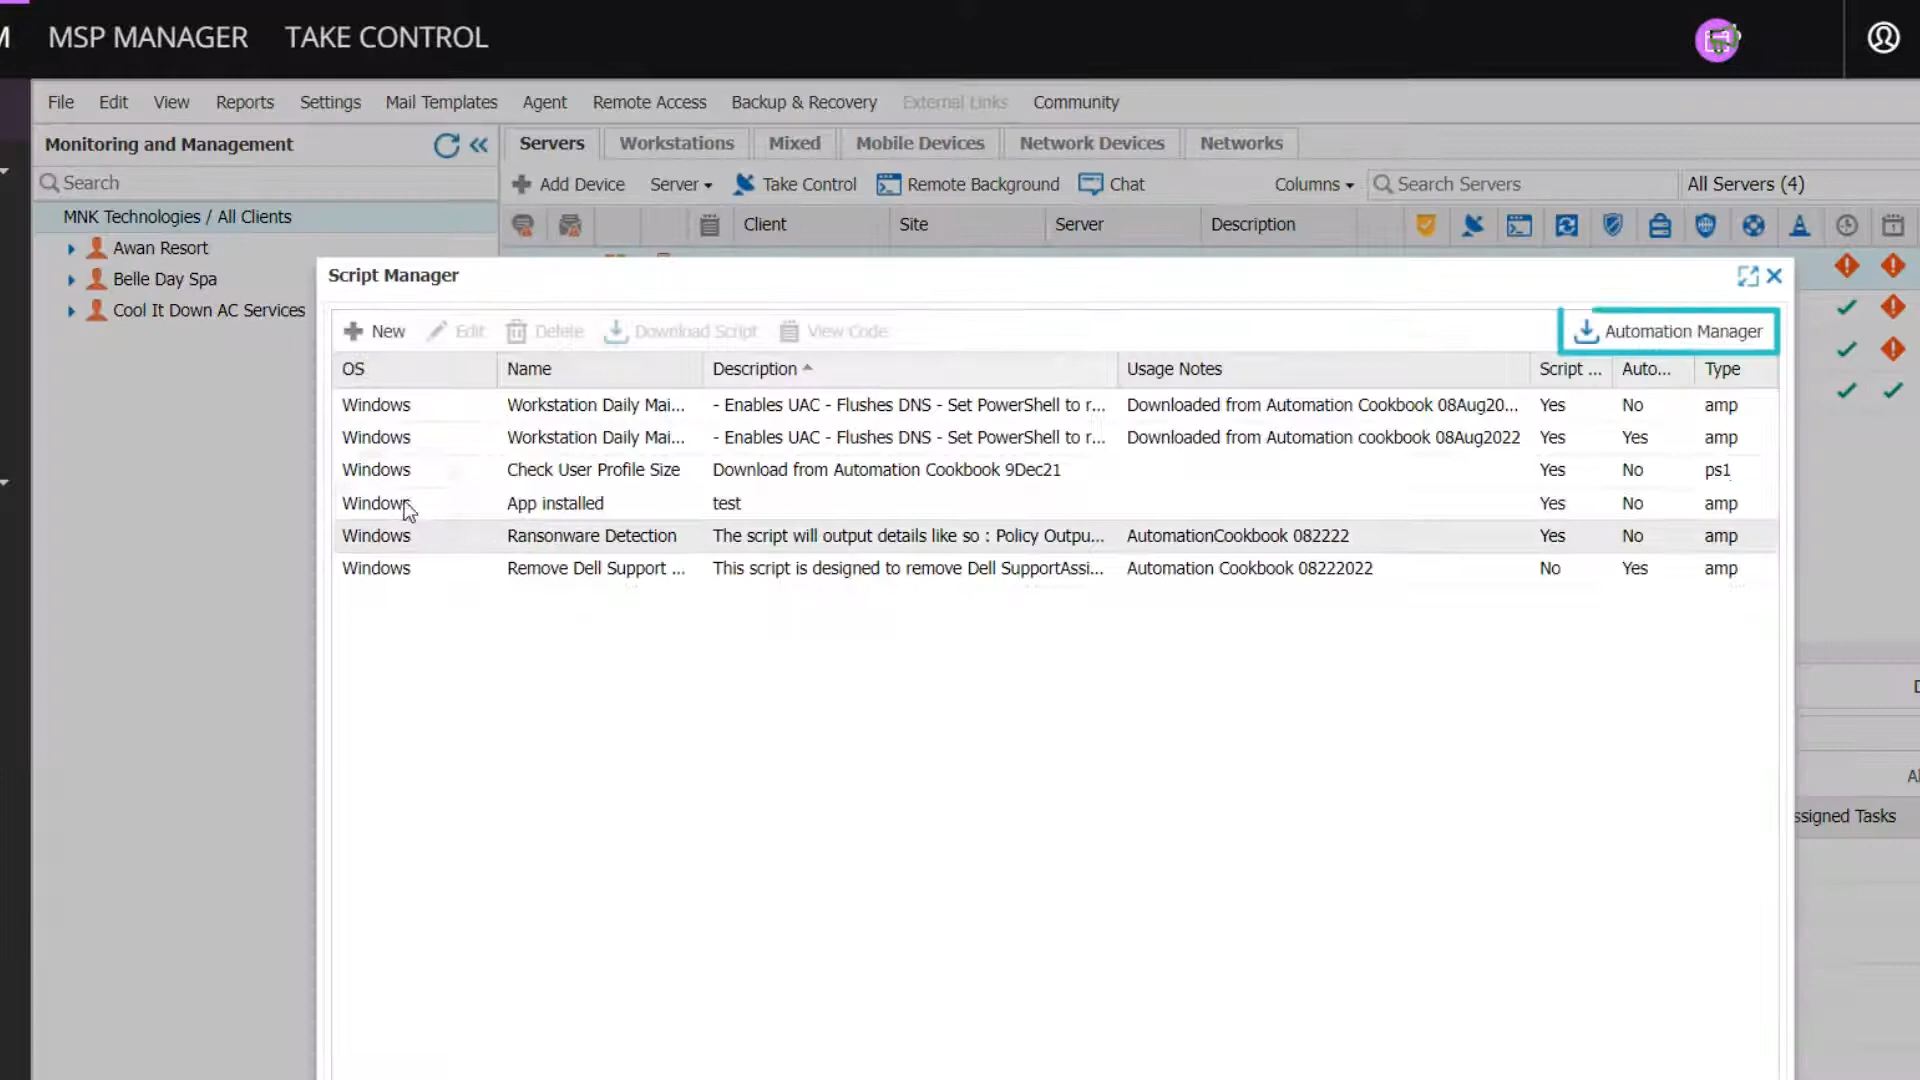 MSP MANAGER TAKE CONTROL
File Edit View Reports Settings Mail Templates Agent Remote Access Backup & Recovery External Links Community
Monitoring and Management
Servers Workstations Mixed Mobile Devices Network Devices Networks
Search
Add Device Server Take Control Remote Background Chat Columns Search Servers All Servers (4)
MNK Technologies / All Clients
Client Site Server Description
Awan Resort
Belle Day Spa
Cool It Down AC Services
Script Manager
New Edit Delete Download Script View Code Automation Manager
OS Name Description Usage Notes Script ... Auto... Type
Windows Workstation Daily Mai... - Enables UAC - Flushes DNS - Set PowerShell to r... Downloaded from Automation Cookbook 08Aug20... Yes No amp
Windows Workstation Daily Mai... - Enables UAC - Flushes DNS - Set PowerShell to r... Downloaded from Automation cookbook 08Aug2022 Yes Yes amp
Windows Check User Profile Size Download from Automation Cookbook 9Dec21 Yes No ps1
Windows App installed test Yes No amp
Windows Ransonware Detection The script will output details like so : Policy Outpu... AutomationCookbook 082222 Yes No amp
Windows Remove Dell Support ... This script is designed to remove Dell SupportAssi... Automation Cookbook 08222022 No Yes amp
ssigned Tasks